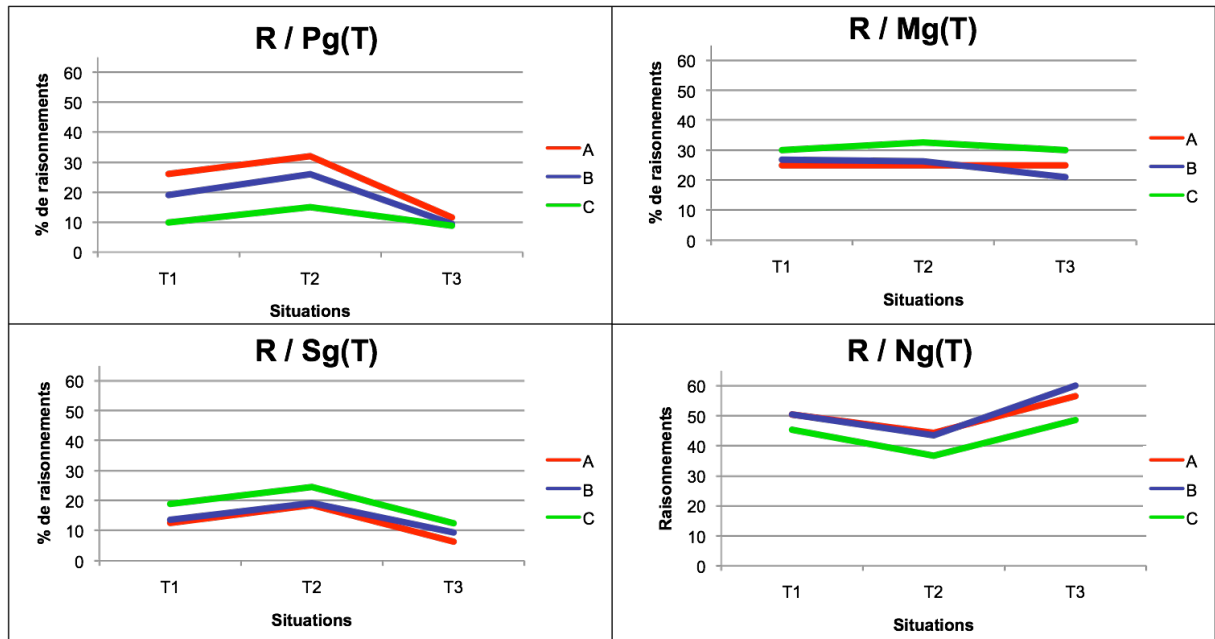 R / Pg(T)
% de raisonnements
60
50
40
30
20
10
0
T1 T2 T3
Situations
A
B
C
R / Mg(T)
% de raisonnements
60
50
40
30
20
10
0
T1 T2 T3
Situations
A
B
C
R / Sg(T)
% de raisonnements
60
50
40
30
20
10
0
T1 T2 T3
Situations
A
B
C
R / Ng(T)
Raisonnements
60
50
40
30
20
10
0
T1 T2 T3
Situations
A
B
C